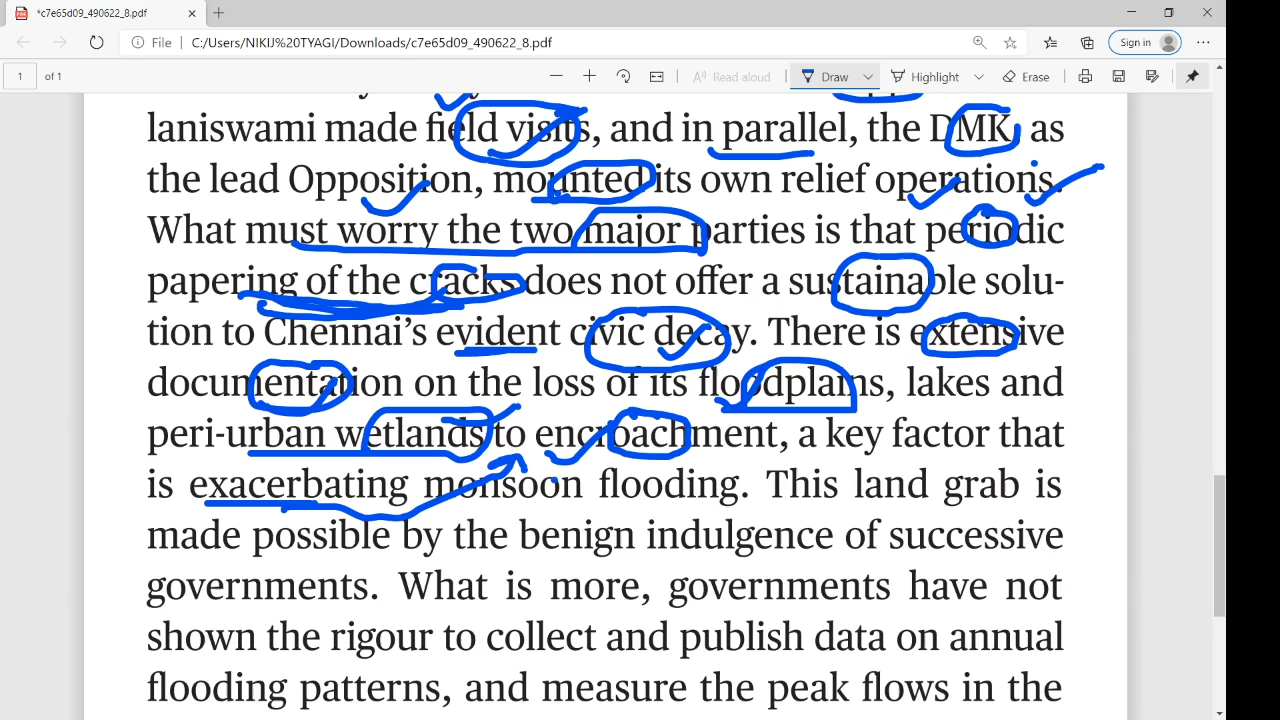 *c7e65d09_490622_8.pdf
File C:/Users/NIKIJ%20TYAGI/Downloads/c7e65d09_490622_8.pdf Sign in
1 of 1 Read aloud Draw Highlight Erase
laniswami made field visits, and in parallel, the DMK, as
the lead Opposition, mounted its own relief operations.
What must worry the two major parties is that periodic
papering of the cracks does not offer a sustainable solu-
tion to Chennai's evident civic decay. There is extensive
documentation on the loss of its floodplains, lakes and
peri-urban wetlands to encroachment, a key factor that
is exacerbating monsoon flooding. This land grab is
made possible by the benign indulgence of successive
governments. What is more, governments have not
shown the rigour to collect and publish data on annual
flooding patterns, and measure the peak flows in the